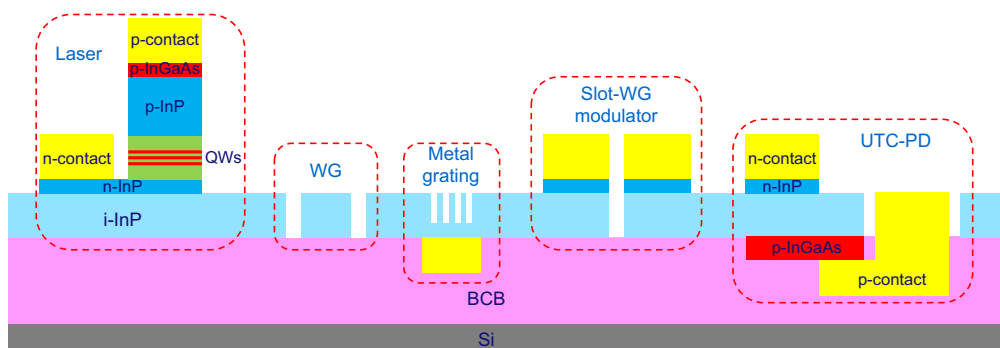 Laser
p-contact
p-InGaAs
p-InP
n-contact
QWs
n-InP
i-InP
WG
Metal
grating
Slot-WG
modulator
UTC-PD
n-contact
n-InP
p-InGaAs
p-contact
BCB
Si